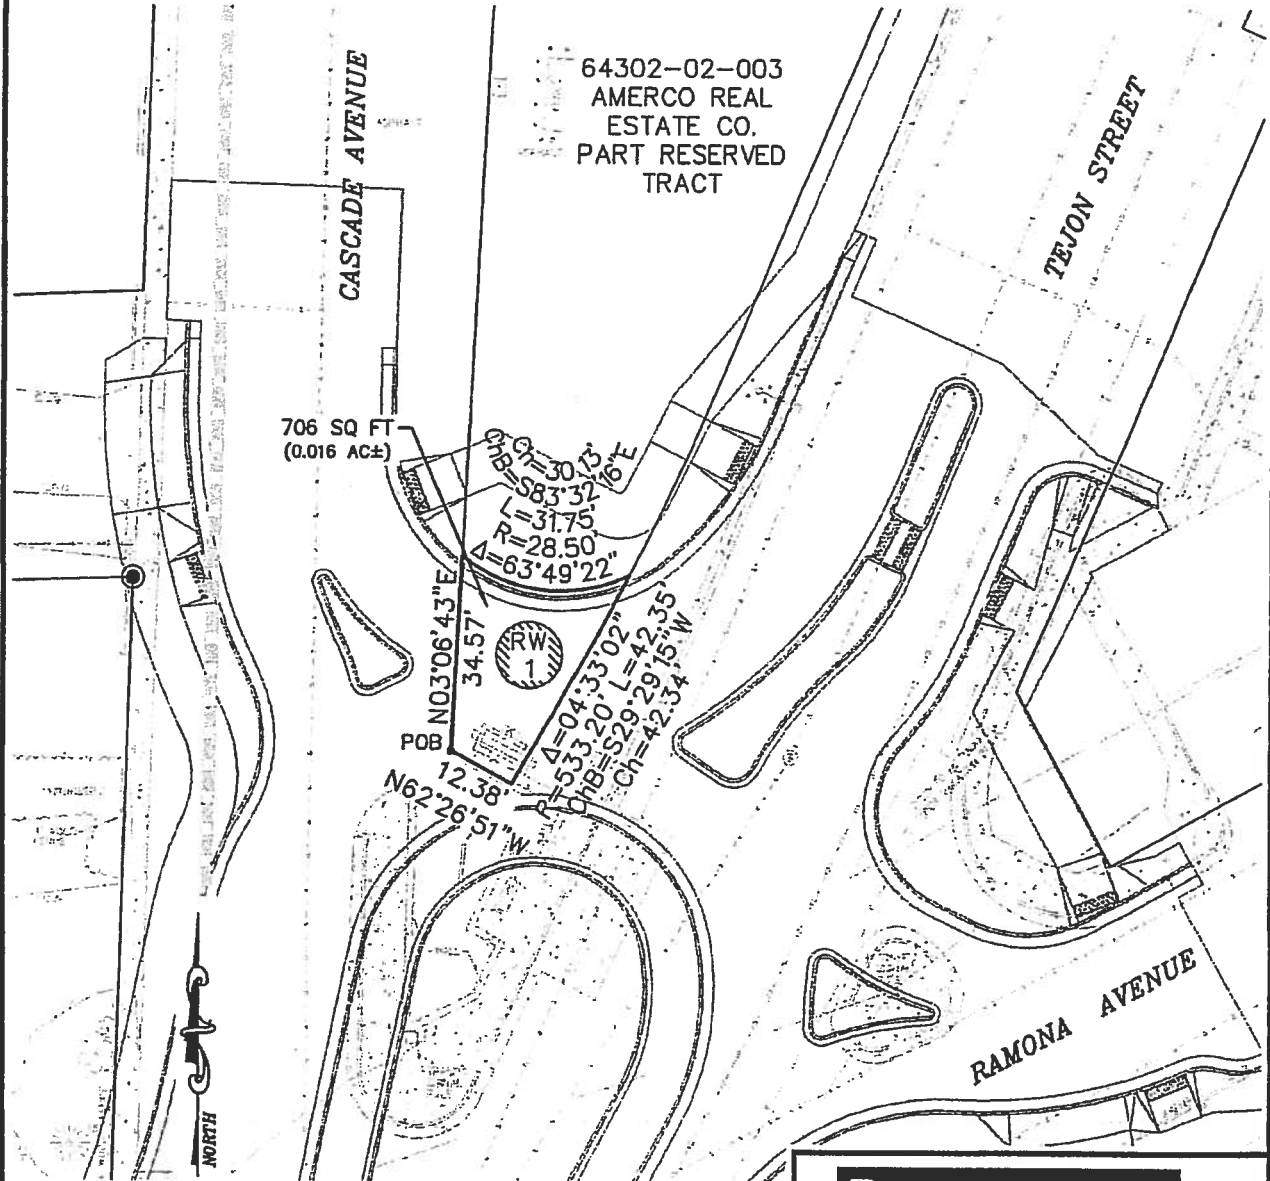 64302-02-003
AMERCO REAL
ESTATE CO.
PART RESERVED
TRACT
CASCADE AVENUE
TEJON STREET
706 SQ FT
(0.016 AC±)
Ch=30.73'
ChB=S83°32'16"E
L=31.75'
R=28.50'
Δ=63°49'22"
N03°06'43"E
34.57'
RW
1
Δ=04°33'02"
R=533.20' L=42.35'
ChB=S29°29'15"W
Ch=42.34'
POB
12.38'
N62°26'51"W
RAMONA AVENUE
NORTH